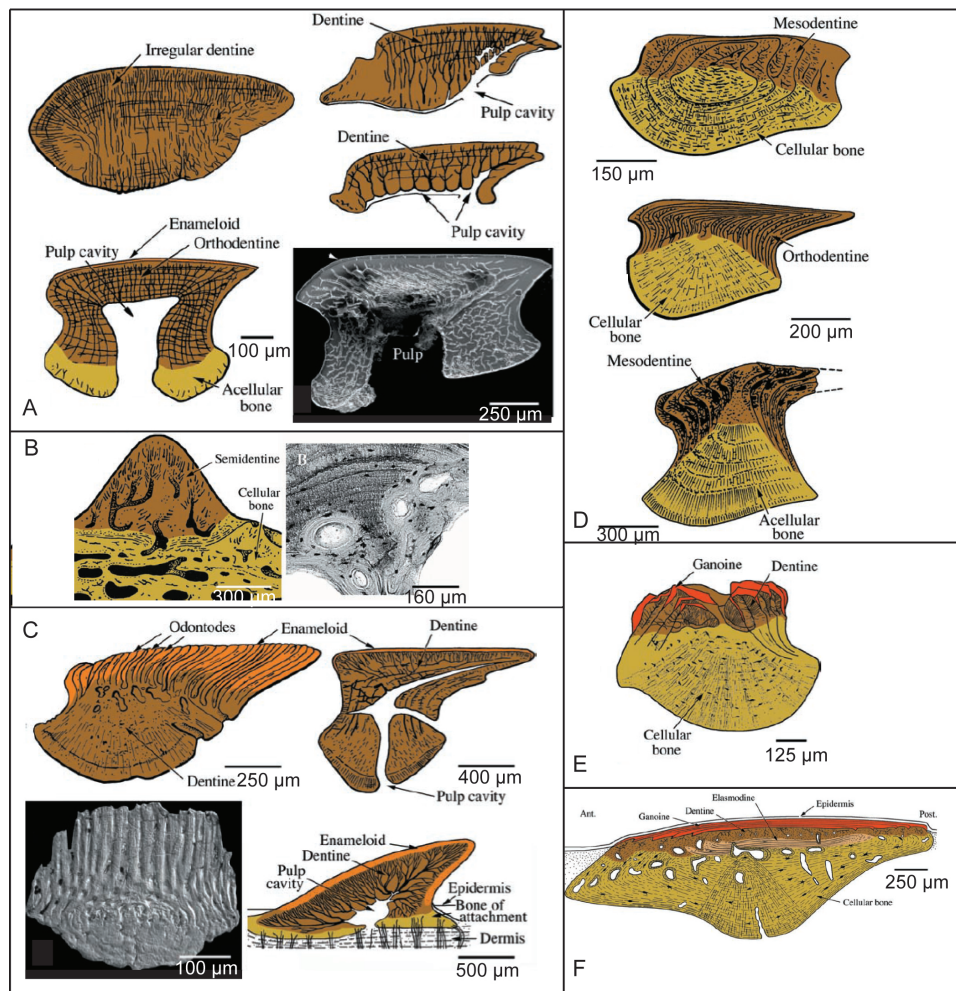 Irregular dentine
Dentine
Pulp cavity
Dentine
Pulp cavity
Enameloid
Pulp cavity
Orthodentine
100 µm
Acellular
bone
Pulp
250 µm
A
B
Semidentine
Cellular
bone
300 µm
B
160 µm
C
Odontodes
Enameloid
Dentine
Dentine
250 µm
400 µm
Pulp cavity
100 µm
Enameloid
Dentine
Pulp
cavity
Epidermis
Bone of
attachment
Dermis
500 µm
Mesodentine
Cellular bone
150 µm
Orthodentine
Cellular
bone
200 µm
Mesodentine
D
300 µm
Acellular
bone
Ganoine
Dentine
Cellular
bone
125 µm
E
Elasmodine
Ant.
Ganoine
Dentine
Epidermis
Post.
250 µm
Cellular bone
F